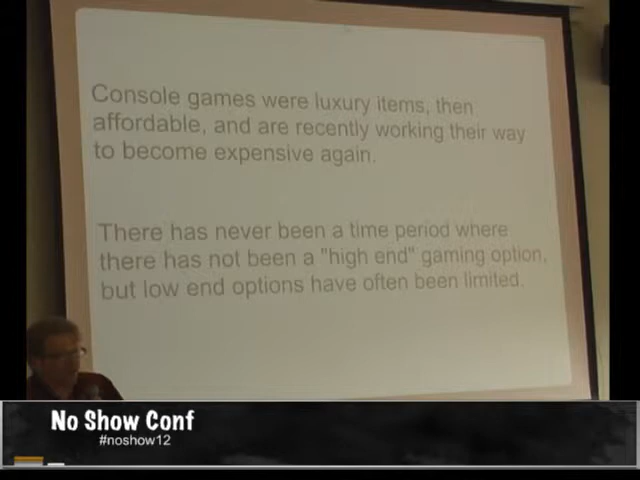 Console games were luxury items, then
affordable, and are recently working their way
to become expensive again.
There has never been a time period where
there has not been a "high end" gaming option,
but low end options have often been limited.
No Show Conf
#noshow12